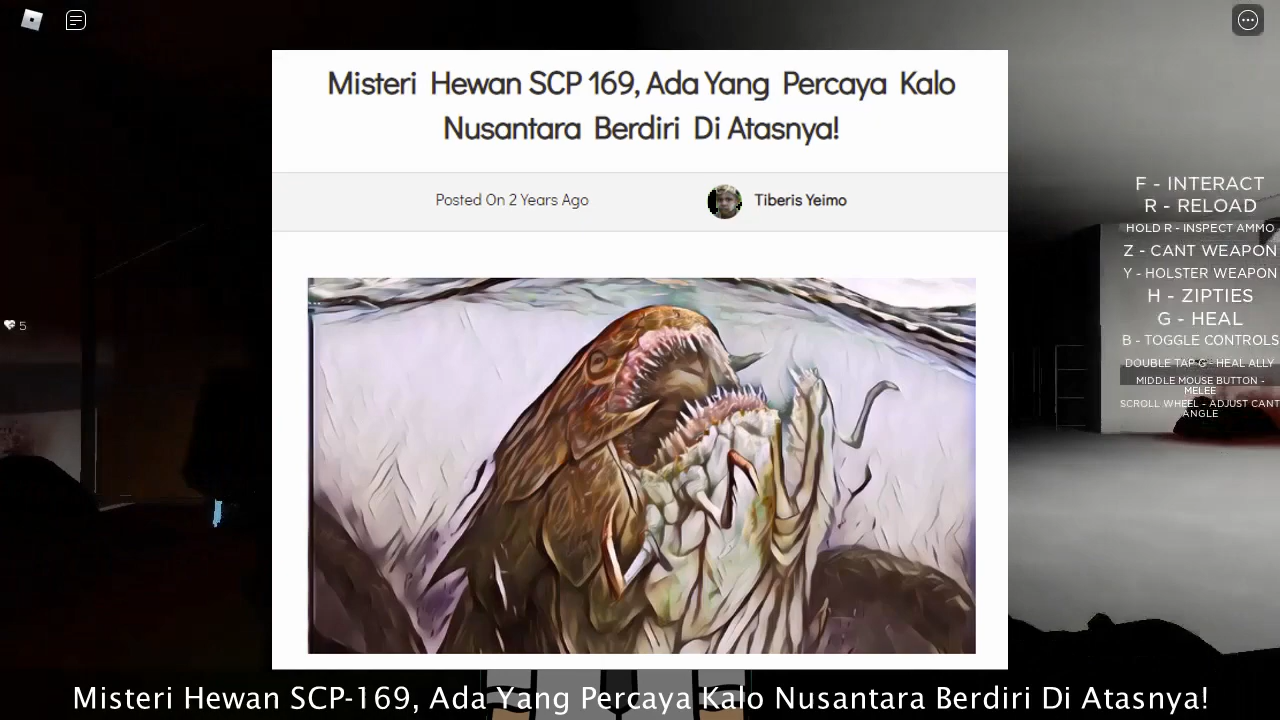 Misteri Hewan SCP 169, Ada Yang Percaya Kalo
Nusantara Berdiri Di Atasnya!
Posted On 2 Years Ago
Tiberis Yeimo
F - INTERACT
R - RELOAD
HOLD R - INSPECT AMMO
Z - CANT WEAPON
Y - HOLSTER WEAPON
H - ZIPTIES
G - HEAL
B - TOGGLE CONTROLS
DOUBLE TAP G - HEAL ALLY
MIDDLE MOUSE BUTTON -
MELEE
SCROLL WHEEL - ADJUST CANT
ANGLE
5
Misteri Hewan SCP-169, Ada Yang Percaya Kalo Nusantara Berdiri Di Atasnya!